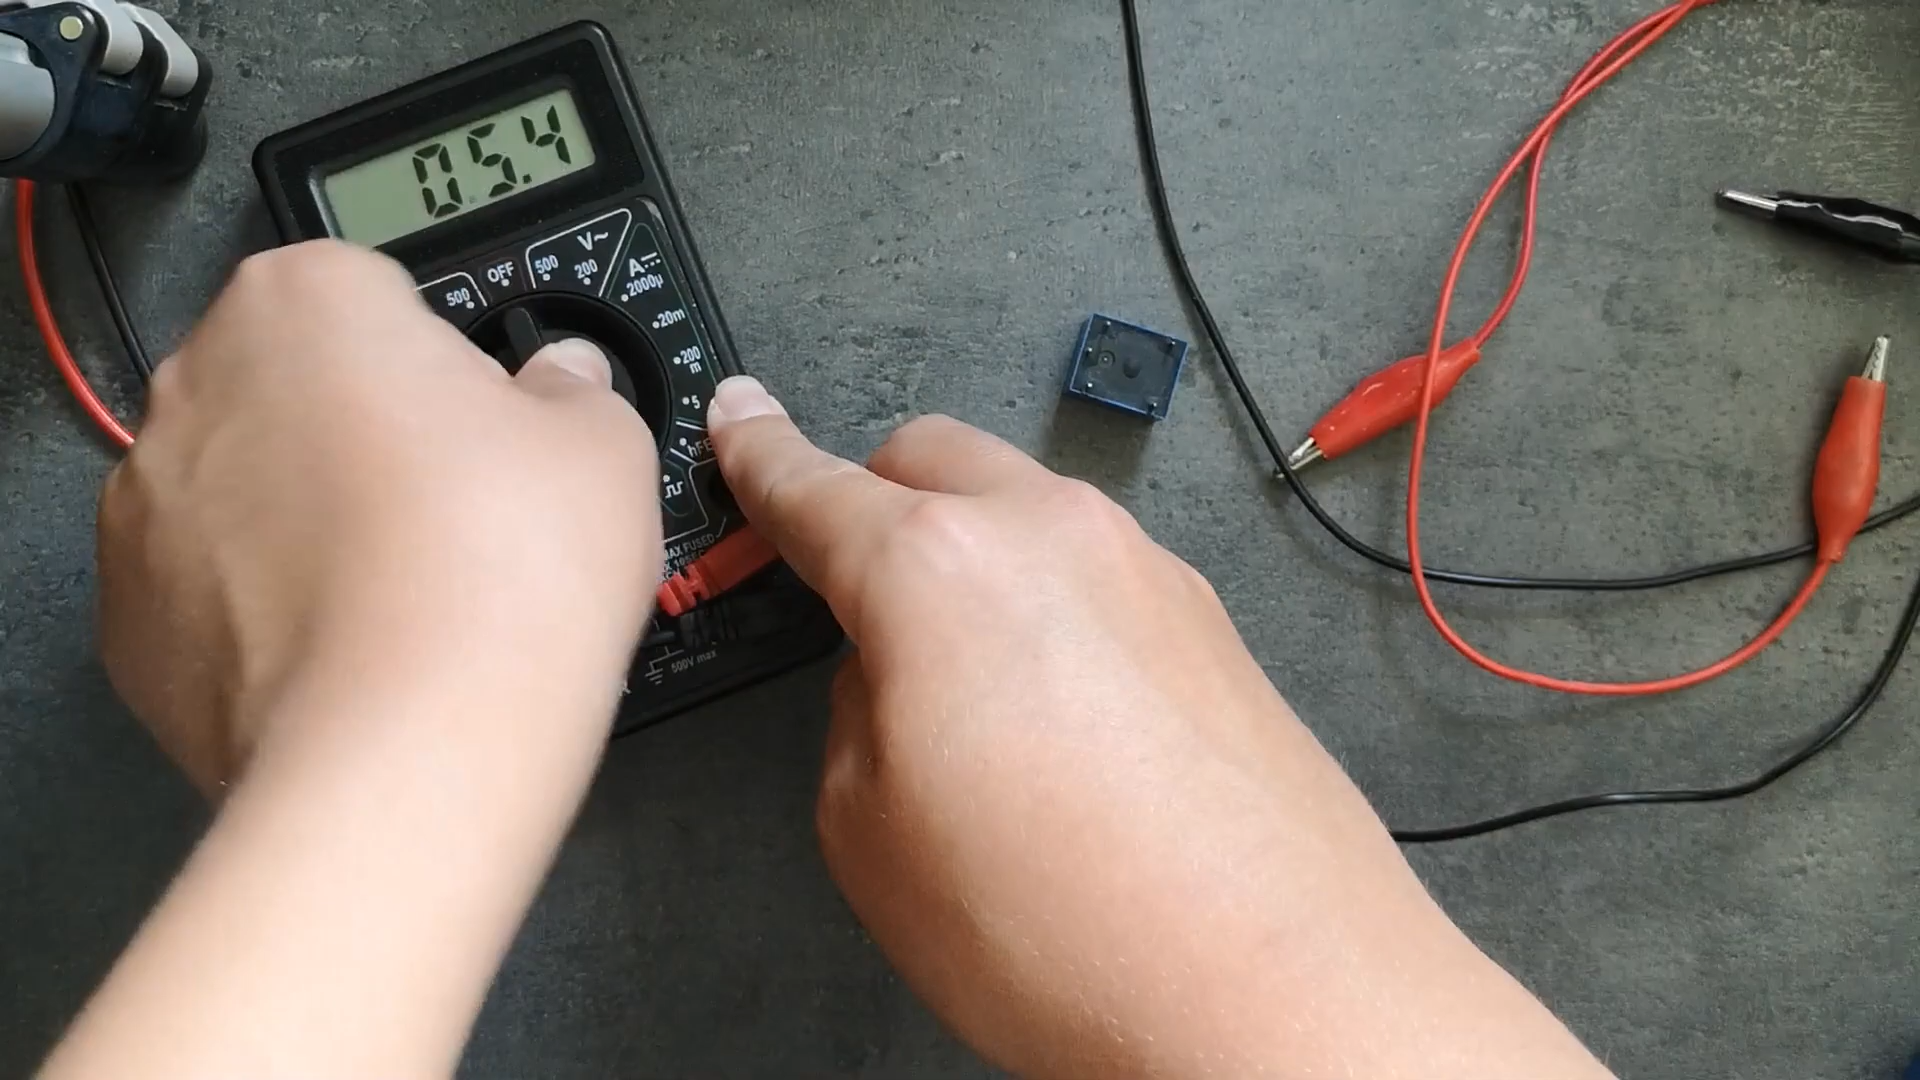 05.4
V~
OFF
500
200
A⎓
500
2000µ
20m
200
m
5
hFE
MAX FUSED
500V max